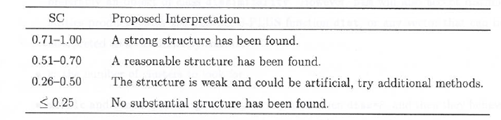 SC Proposed Interpretation
0.71–1.00 A strong structure has been found.
0.51–0.70 A reasonable structure has been found.
0.26–0.50 The structure is weak and could be artificial, try additional methods.
≤ 0.25 No substantial structure has been found.